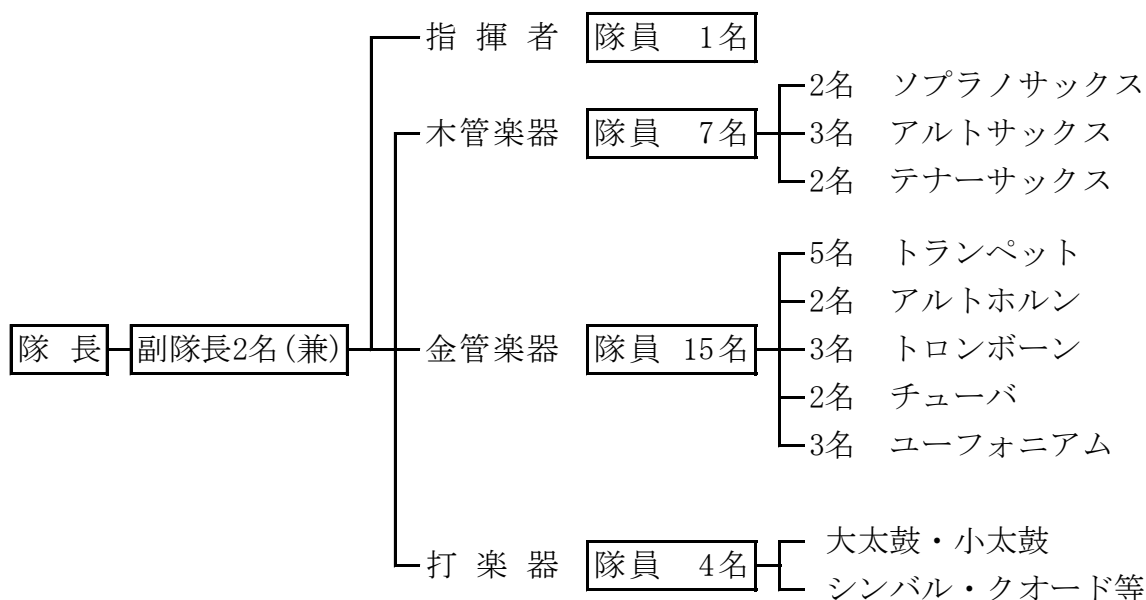 指 揮 者 隊員 1名
2名 ソプラノサックス
木管楽器 隊員 7名 3名 アルトサックス
2名 テナーサックス
5名 トランペット
2名 アルトホルン
隊 長 副隊長2名(兼) 金管楽器 隊員 15名 3名 トロンボーン
2名 チューバ
3名 ユーフォニアム
打 楽 器 隊員 4名 大太鼓・小太鼓
シンバル・クオード等